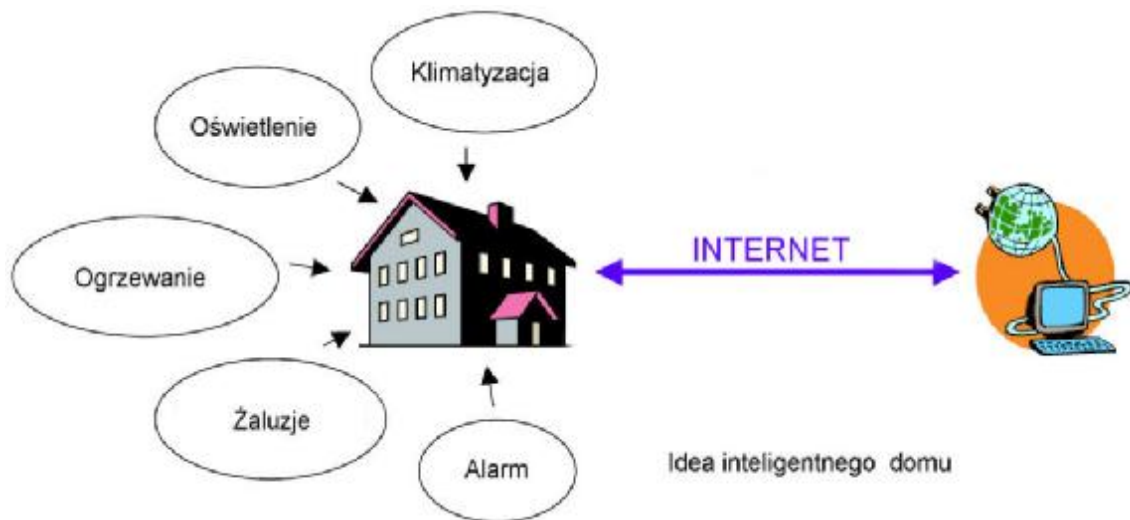 Klimatyzacja
Oświetlenie
Ogrzewanie
INTERNET
Żaluzje
Alarm
Idea inteligentnego domu